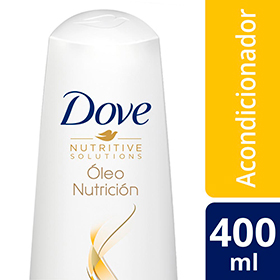 Dove
NUTRITIVE
SOLUTIONS
Óleo
Nutrición
Acondicionador
400
ml